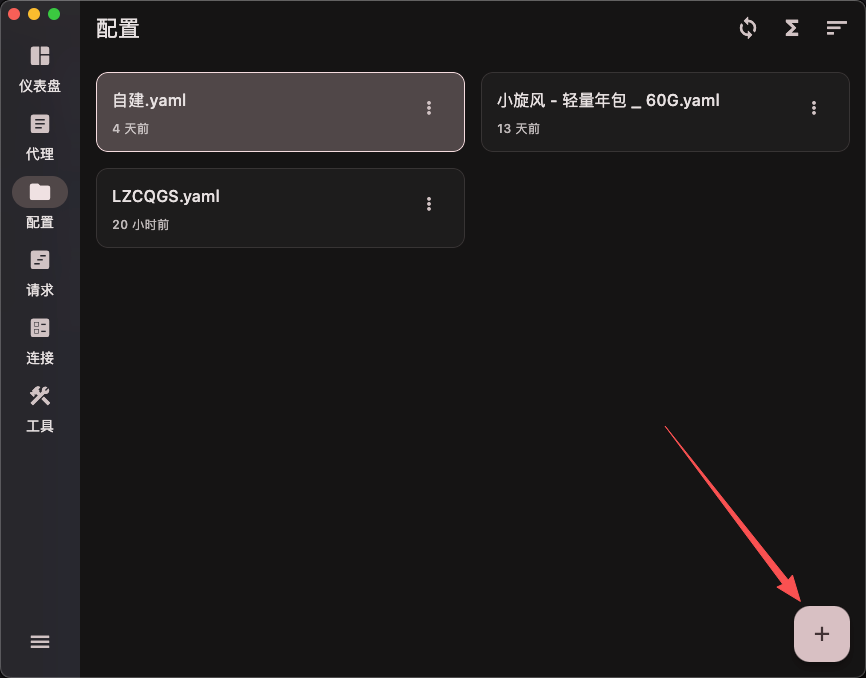 配置
仪表盘
代理
配置
请求
连接
工具
自建.yaml
4 天前
小旋风 - 轻量年包 _ 60G.yaml
13 天前
LZCQGS.yaml
20 小时前